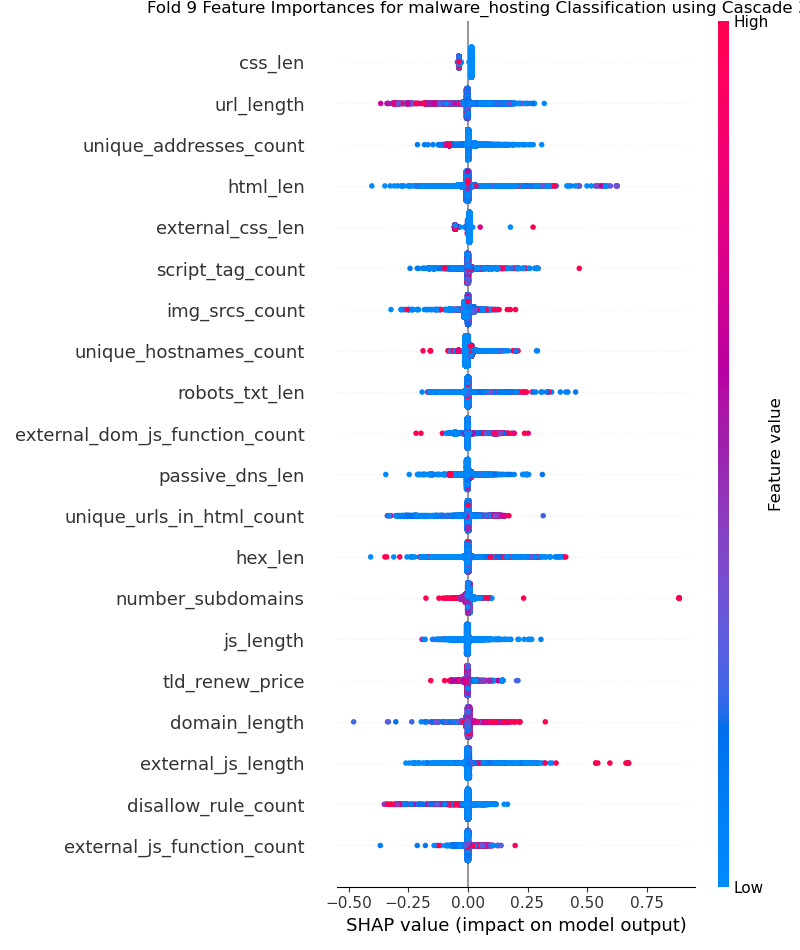 Fold 9 Feature Importances for malware_hosting Classification using Cascade
High
css_len
url_length
unique_addresses_count
html_len
external_css_len
script_tag_count
img_srcs_count
unique_hostnames_count
robots_txt_len
external_dom_js_function_count
passive_dns_len
unique_urls_in_html_count
hex_len
number_subdomains
js_length
tld_renew_price
domain_length
external_js_length
disallow_rule_count
external_js_function_count
Feature value
Low
−0.50 −0.25 0.00 0.25 0.50 0.75
SHAP value (impact on model output)